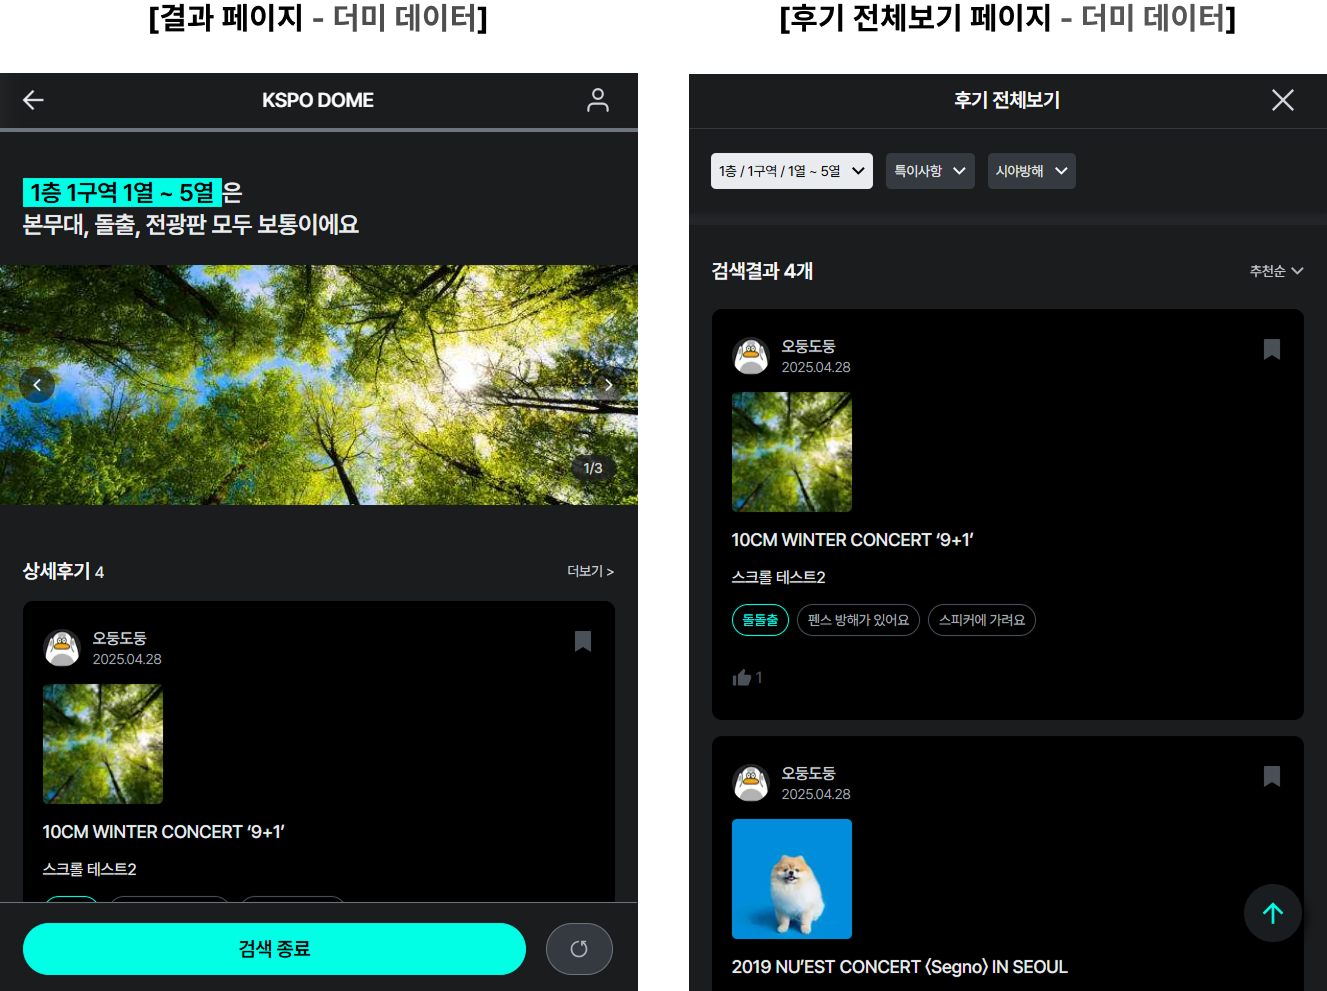 [결과 페이지 - 더미 데이터]
KSPO DOME
1층 1구역 1열 ~ 5열 은
본무대, 돌출, 전광판 모두 보통이에요
1/3
상세후기 4
더보기 >
오둥도둥
2025.04.28
10CM WINTER CONCERT ‘9+1’
스크롤 테스트2
검색 종료
[후기 전체보기 페이지 - 더미 데이터]
후기 전체보기
1층 / 1구역 / 1열 ~ 5열
특이사항
시야방해
검색결과 4개
추천순
오둥도둥
2025.04.28
10CM WINTER CONCERT ‘9+1’
스크롤 테스트2
돌돌출
펜스 방해가 있어요
스피커에 가려요
1
오둥도둥
2025.04.28
2019 NU’EST CONCERT〈Segno〉IN SEOUL